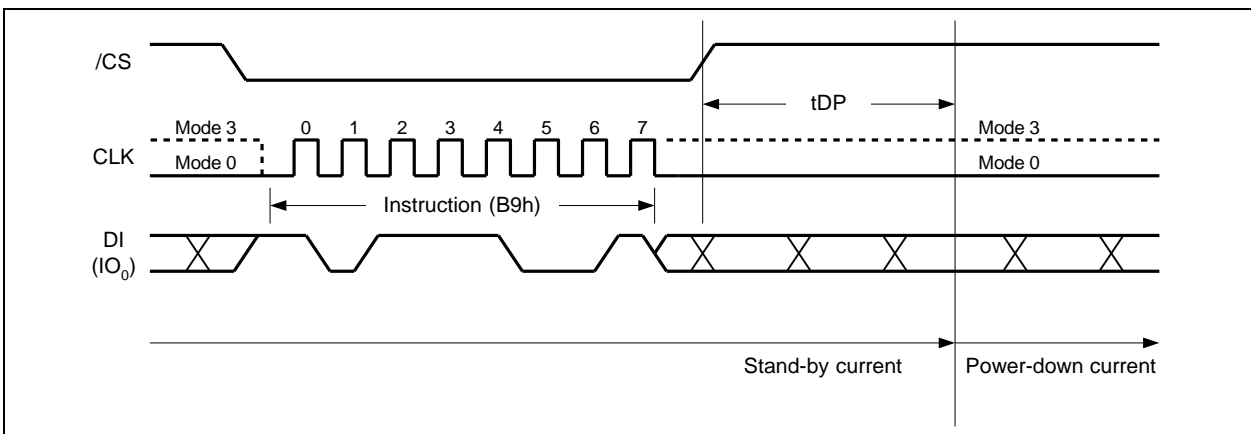 /CS
tDP
Mode 3 0 1 2 3 4 5 6 7 Mode 3
CLK
Mode 0 Mode 0
Instruction (B9h)
DI
(IO0)
Stand-by current Power-down current